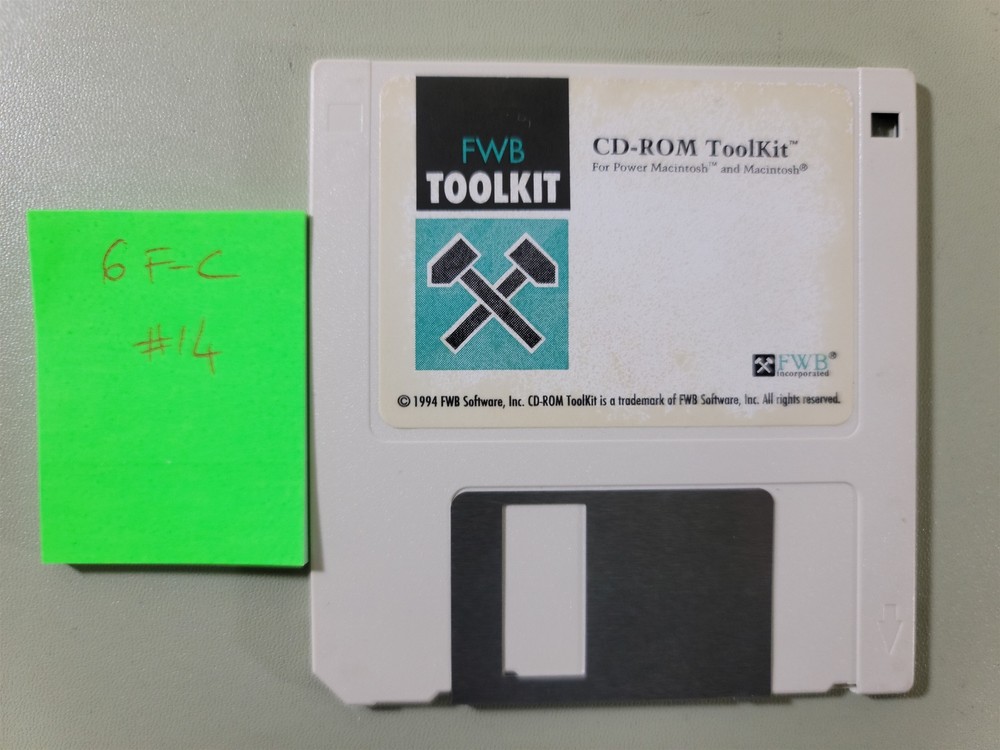 6 F-C
#14
FWB
TOOLKIT
CD-ROM ToolKit™
For Power Macintosh™ and Macintosh®
FWB®
Incorporated
© 1994 FWB Software, Inc. CD-ROM ToolKit is a trademark of FWB Software, Inc. All rights reserved.